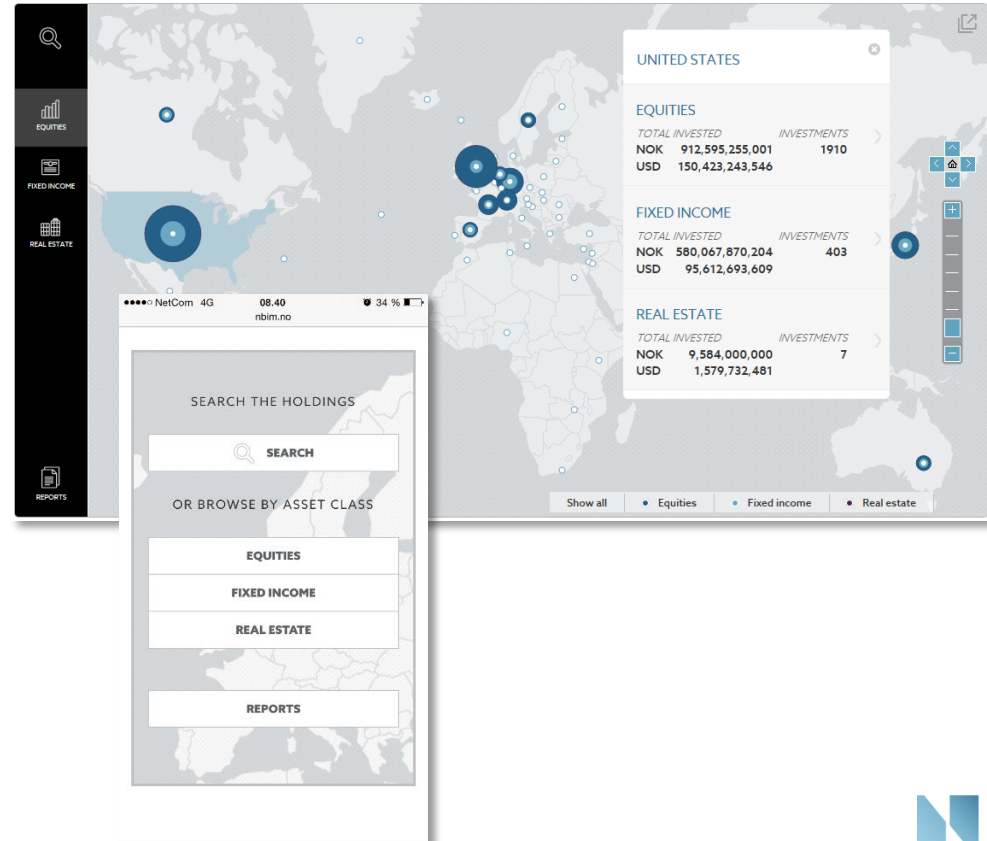 EQUITIES
FIXED INCOME
REAL ESTATE
REPORTS
UNITED STATES
EQUITIES
TOTAL INVESTED INVESTMENTS
NOK 912,595,255,001 1910
USD 150,423,243,546
FIXED INCOME
TOTAL INVESTED INVESTMENTS
NOK 580,067,870,204 403
USD 95,612,693,609
REAL ESTATE
TOTAL INVESTED INVESTMENTS
NOK 9,584,000,000 7
USD 1,579,732,481
Show all • Equities • Fixed income • Real estate
NetCom 4G 08.40 34 %
nbim.no
SEARCH THE HOLDINGS
SEARCH
OR BROWSE BY ASSET CLASS
EQUITIES
FIXED INCOME
REAL ESTATE
REPORTS